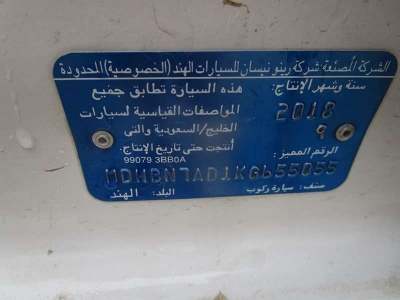 الشركة المصنعة شركة رينو نيسان للسيارات الهند (الخصوصية) المحدودة
سنة وشهر الإنتاج: هذه السيارة تطابق جميع
2018 المواصفات القياسية لسيارات
9 الخليج/السعودية والتى
الرقم المميز: أنتجت حتى تاريخ الإنتاج.
99079 3BB0A
MDHBN7AD1KG655055
صنف: سيارة ركوب البلد: الهند